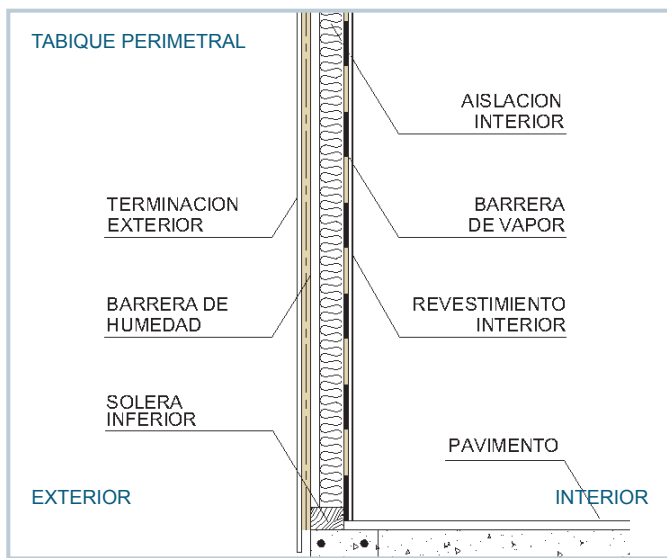 TABIQUE PERIMETRAL
AISLACION
INTERIOR
TERMINACION
EXTERIOR
BARRERA
DE VAPOR
BARRERA DE
HUMEDAD
REVESTIMIENTO
INTERIOR
SOLERA
INFERIOR
PAVIMENTO
EXTERIOR
INTERIOR